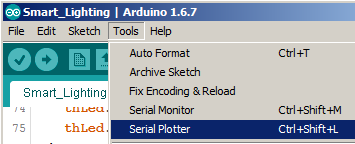 Smart_Lighting | Arduino 1.6.7
File Edit Sketch Tools Help
Auto Format Ctrl+T
Archive Sketch
Fix Encoding & Reload
Smart_Lighting
Serial Monitor Ctrl+Shift+M
74 thLed.
75 thLed.
Serial Plotter Ctrl+Shift+L